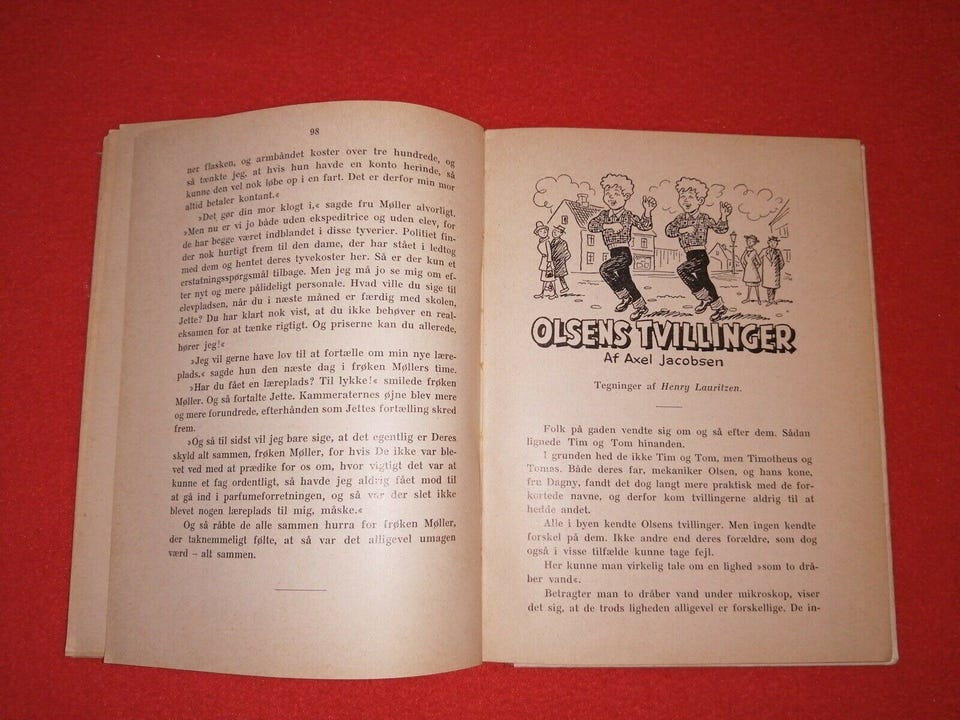 98
ner flasken, og armbåndet koster over tre hundrede, og
så tænkte jeg, at hvis hun havde en konto herinde, så
kunne den vel nok løbe op i en fart. Det er derfor min mor
altid betaler kontant.«
»Det gør din mor klogt i,« sagde fru Møller alvorligt.
»Men nu er vi jo både uden ekspeditrice og uden elev, for
de har begge været indblandet i disse tyverier. Politiet fin-
der nok hurtigt frem til den dame, der har stået i ledtog
med dem og hentet deres tyvekoster her. Så er der kun et
erstatningsspørgsmål tilbage. Men jeg må jo se mig om ef-
ter nyt og mere pålideligt personale. Hvad ville du sige til
elevpladsen, når du i næste måned er færdig med skolen,
Jette? Du har klart nok vist, at du ikke behøver en real-
eksamen for at tænke rigtigt. Og priserne kan du allerede,
hører jeg!«
»Jeg vil gerne have lov til at fortælle om min nye lære-
plads,« sagde hun den næste dag i frøken Møllers time.
»Har du fået en læreplads? Til lykke!« smilede frøken
Møller. Og så fortalte Jette. Kammeraternes øjne blev mere
og mere forundrede, efterhånden som Jettes fortælling skred
frem.
»Og så til sidst vil jeg bare sige, at det egentlig er Deres
skyld alt sammen, frøken Møller, for hvis De ikke var ble-
vet ved med at prædike for os om, hvor vigtigt det var at
kunne et fag ordentligt, så havde jeg aldrig fået mod til
at gå ind i parfumeforretningen, og så var der slet ikke
blevet nogen læreplads til mig, måske.«
Og så råbte de alle sammen hurra for frøken Møller,
der taknemmeligt følte, at så var det alligevel umagen
værd – alt sammen.
OLSENS TVILLINGER
Af Axel Jacobsen
Tegninger af Henry Lauritzen.
Folk på gaden vendte sig om og så efter dem. Sådan
lignede Tim og Tom hinanden.
I grunden hed de ikke Tim og Tom, men Timotheus og
Tomas. Både deres far, mekaniker Olsen, og hans kone,
fru Dagny, fandt det dog langt mere praktisk med de for-
kortede navne, og derfor kom tvillingerne aldrig til at
hedde andet.
Alle i byen kendte Olsens tvillinger. Men ingen kendte
forskel på dem. Ikke andre end deres forældre, som dog
også i visse tilfælde kunne tage fejl.
Her kunne man virkelig tale om en lighed »som to drå-
ber vand«.
Betragter man to dråber vand under mikroskop, viser
det sig, at de trods ligheden alligevel er forskellige. De in-